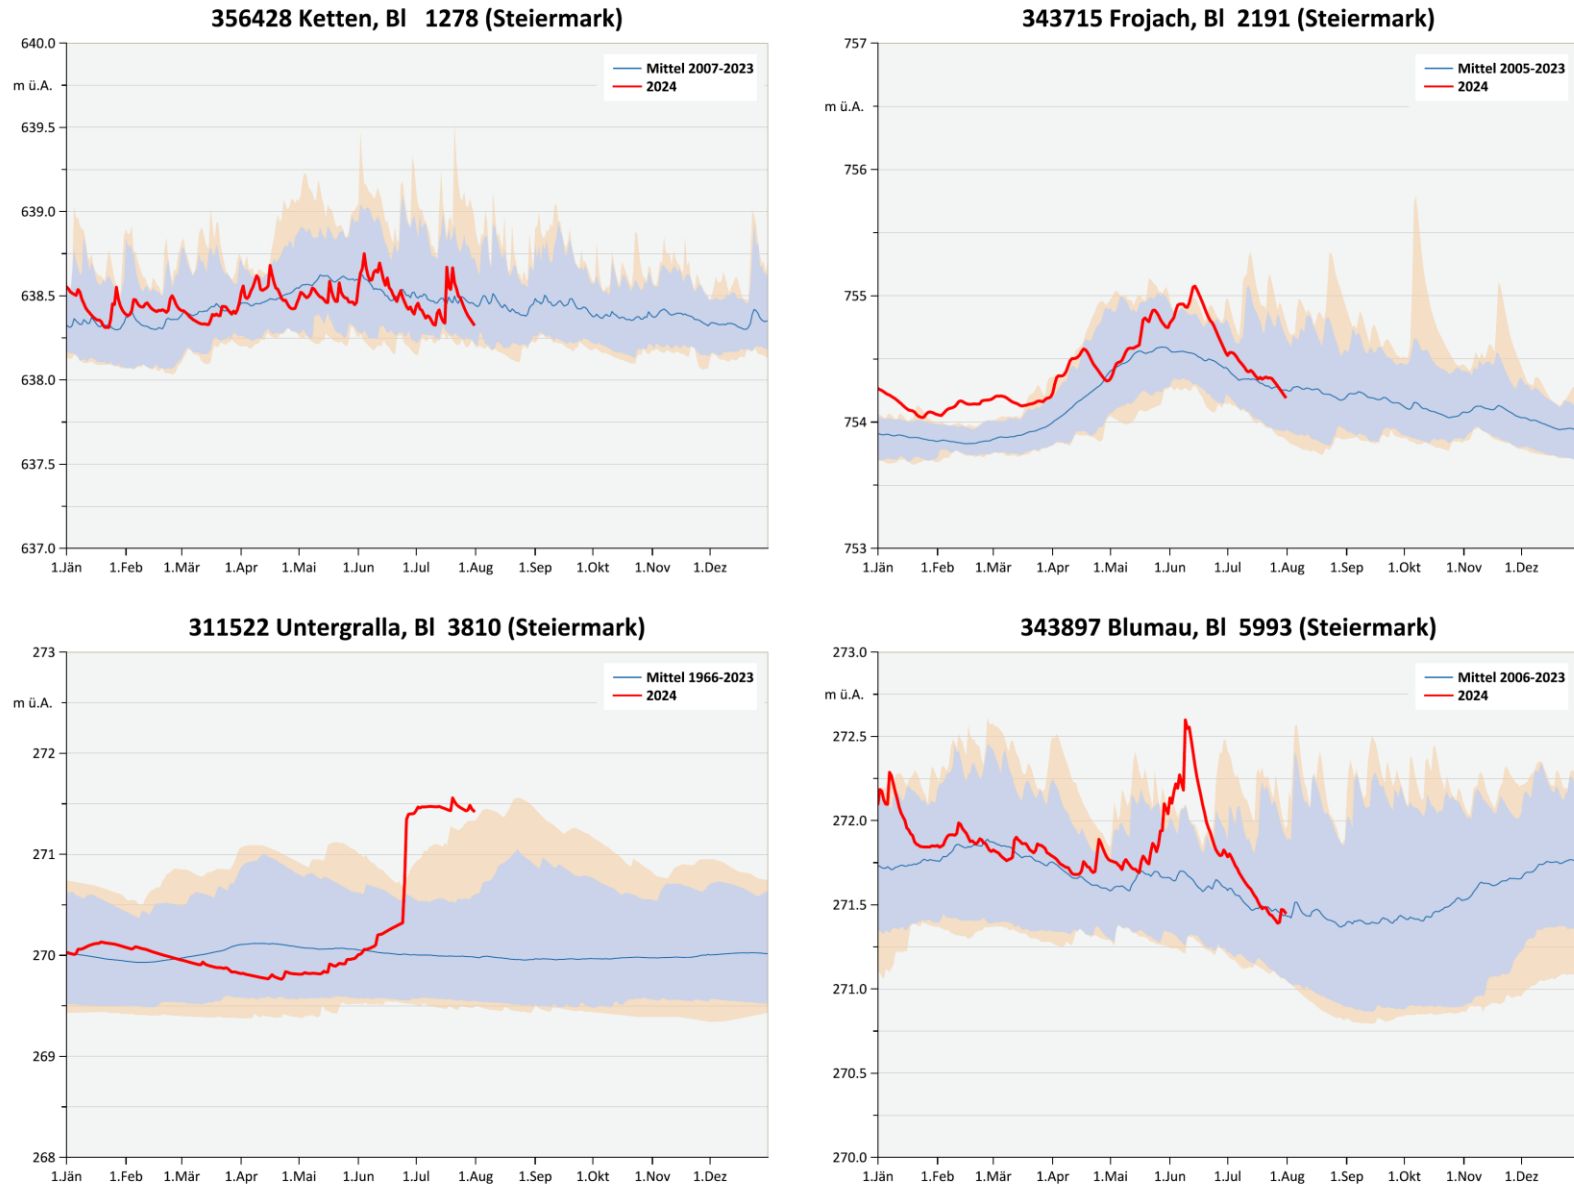 356428 Ketten, Bl 1278 (Steiermark)
640.0
m ü.A.
639.5
639.0
638.5
638.0
637.5
637.0
Mittel 2007-2023
2024
1.Jän 1.Feb 1.Mär 1.Apr 1.Mai 1.Jun 1.Jul 1.Aug 1.Sep 1.Okt 1.Nov 1.Dez
343715 Frojach, Bl 2191 (Steiermark)
757
m ü.A.
756
755
754
753
Mittel 2005-2023
2024
1.Jän 1.Feb 1.Mär 1.Apr 1.Mai 1.Jun 1.Jul 1.Aug 1.Sep 1.Okt 1.Nov 1.Dez
311522 Untergralla, Bl 3810 (Steiermark)
273
m ü.A.
272
271
270
269
268
Mittel 1966-2023
2024
1.Jän 1.Feb 1.Mär 1.Apr 1.Mai 1.Jun 1.Jul 1.Aug 1.Sep 1.Okt 1.Nov 1.Dez
343897 Blumau, Bl 5993 (Steiermark)
273.0
m ü.A.
272.5
272.0
271.5
271.0
270.5
270.0
Mittel 2006-2023
2024
1.Jän 1.Feb 1.Mär 1.Apr 1.Mai 1.Jun 1.Jul 1.Aug 1.Sep 1.Okt 1.Nov 1.Dez